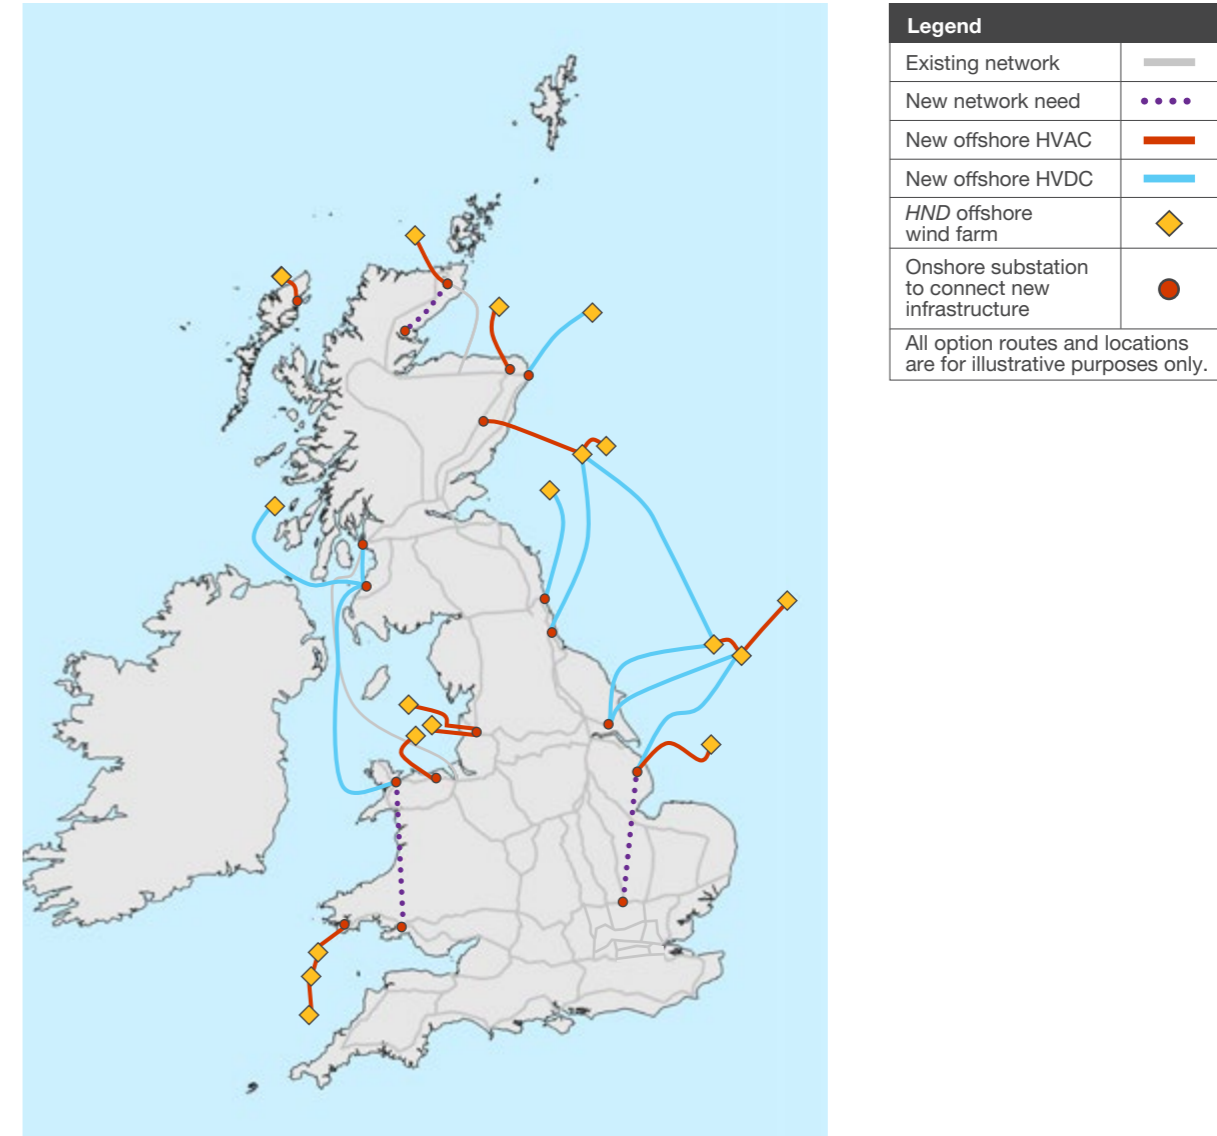 Legend
Existing network
New network need
New offshore HVAC
New offshore HVDC
HND offshore
wind farm
Onshore substation
to connect new
infrastructure
All option routes and locations
are for illustrative purposes only.